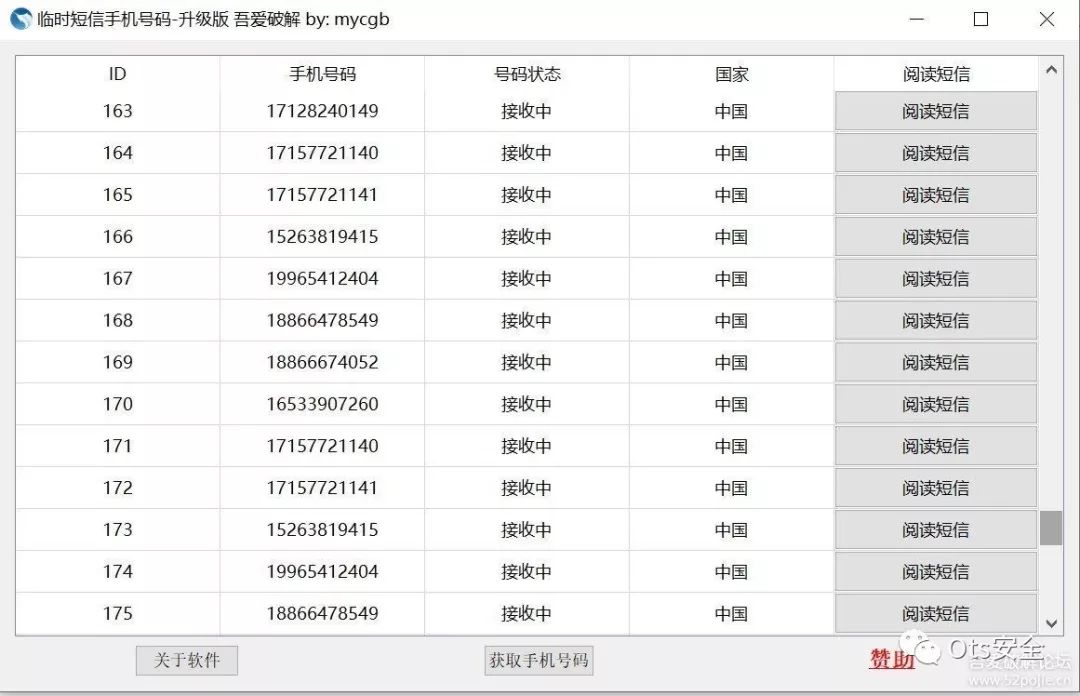 临时短信手机号码-升级版 吾爱破解 by: mycgb
ID 手机号码 号码状态 国家 阅读短信
163 17128240149 接收中 中国 阅读短信
164 17157721140 接收中 中国 阅读短信
165 17157721141 接收中 中国 阅读短信
166 15263819415 接收中 中国 阅读短信
167 19965412404 接收中 中国 阅读短信
168 18866478549 接收中 中国 阅读短信
169 18866674052 接收中 中国 阅读短信
170 16533907260 接收中 中国 阅读短信
171 17157721140 接收中 中国 阅读短信
172 17157721141 接收中 中国 阅读短信
173 15263819415 接收中 中国 阅读短信
174 19965412404 接收中 中国 阅读短信
175 18866478549 接收中 中国 阅读短信
关于软件 获取手机号码 赞助 Ots安全
吾爱破解论坛
www.52pojie.cn